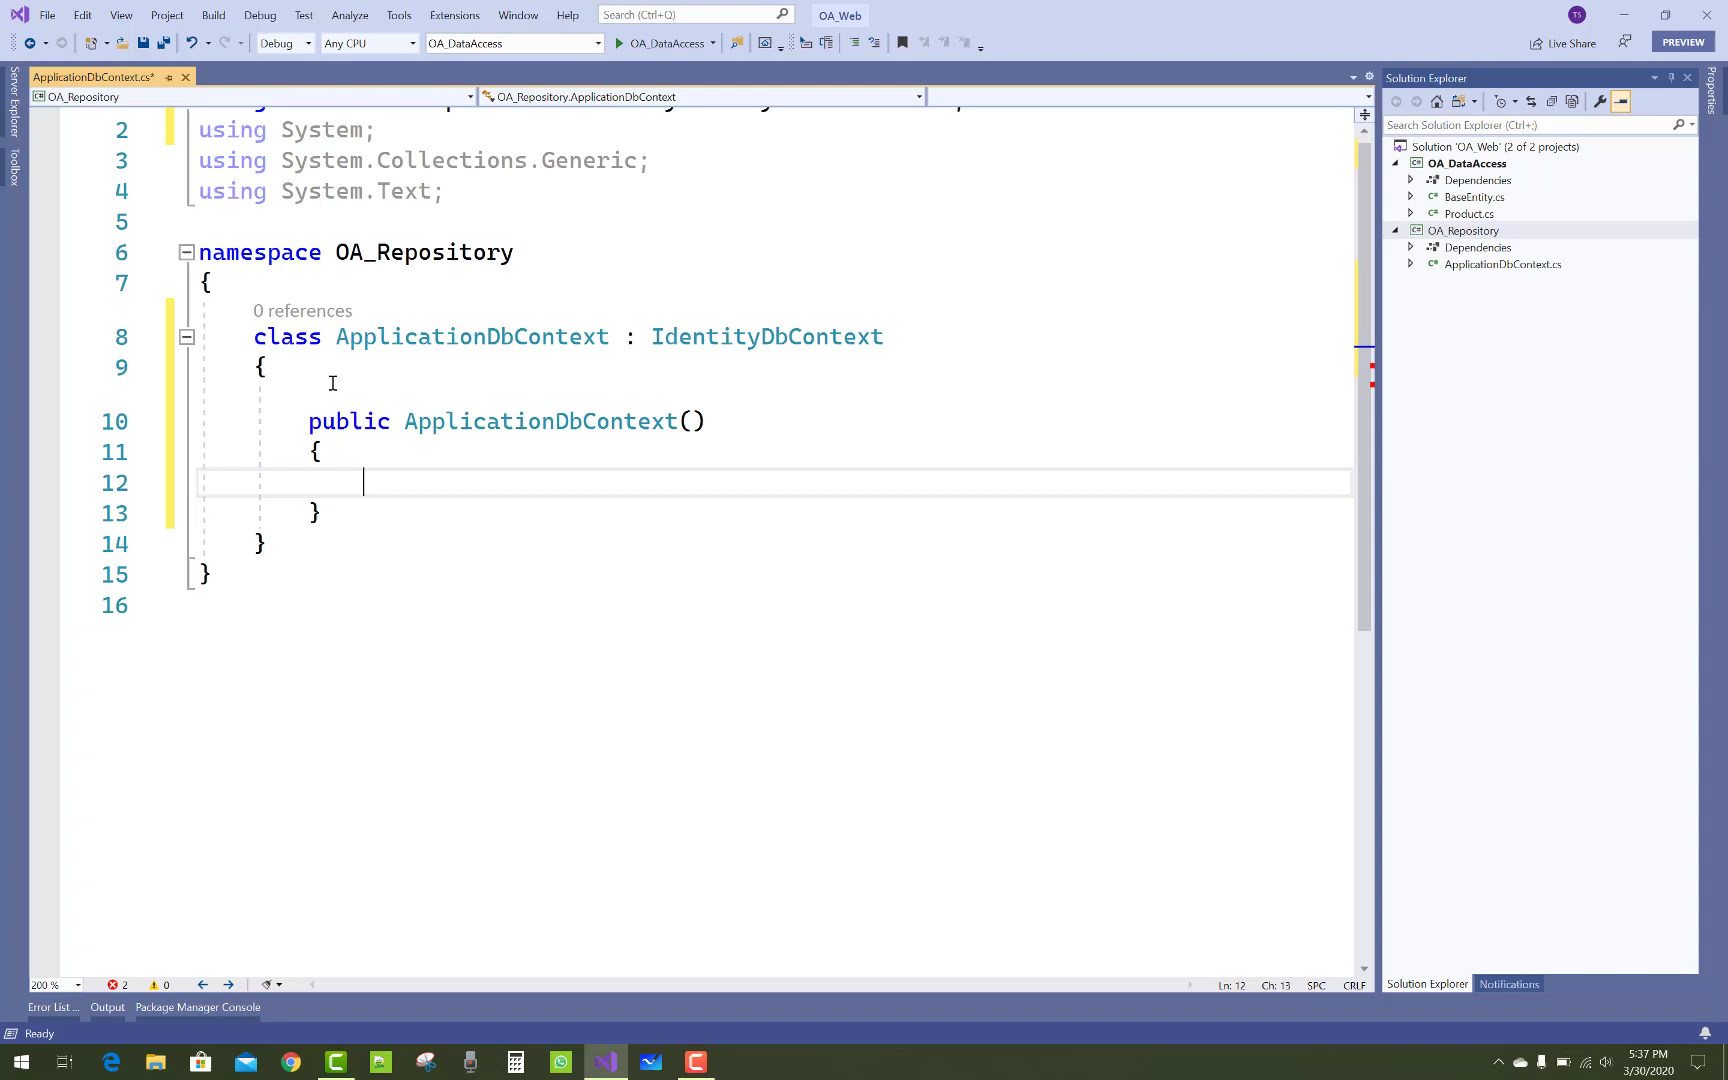 File Edit View Project Build Debug Test Analyze Tools Extensions Window Help Search (Ctrl+Q) OA_Web TS
Debug Any CPU OA_DataAccess OA_DataAccess Live Share PREVIEW
ApplicationDbContext.cs*
OA_Repository OA_Repository.ApplicationDbContext
Server Explorer
Toolbox
2 using System;
3 using System.Collections.Generic;
4 using System.Text;
5
6 namespace OA_Repository
7 {
0 references
8 class ApplicationDbContext : IdentityDbContext
9 {
10 public ApplicationDbContext()
11 {
12
13 }
14 }
15 }
16
Solution Explorer
Search Solution Explorer (Ctrl+;)
Solution 'OA_Web' (2 of 2 projects)
OA_DataAccess
Dependencies
BaseEntity.cs
Product.cs
OA_Repository
Dependencies
ApplicationDbContext.cs
Properties
200 % 2 0 Ln: 12 Ch: 13 SPC CRLF
Solution Explorer Notifications
Error List ... Output Package Manager Console
Ready
5:37 PM
3/30/2020